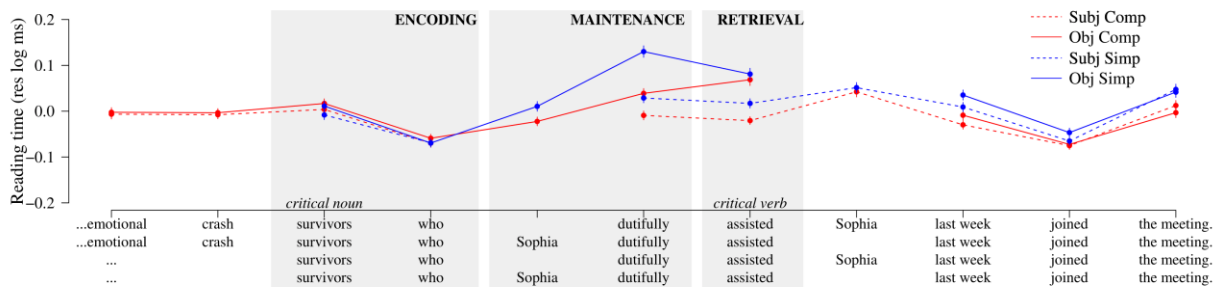 ENCODING MAINTENANCE RETRIEVAL
Subj Comp
Obj Comp
Subj Simp
Obj Simp
Reading time (res log ms)
0.2
0.1
0.0
−0.1
−0.2
critical noun critical verb
...emotional crash survivors who dutifully assisted Sophia last week joined the meeting.
...emotional crash survivors who Sophia dutifully assisted last week joined the meeting.
... survivors who dutifully assisted Sophia last week joined the meeting.
... survivors who Sophia dutifully assisted last week joined the meeting.